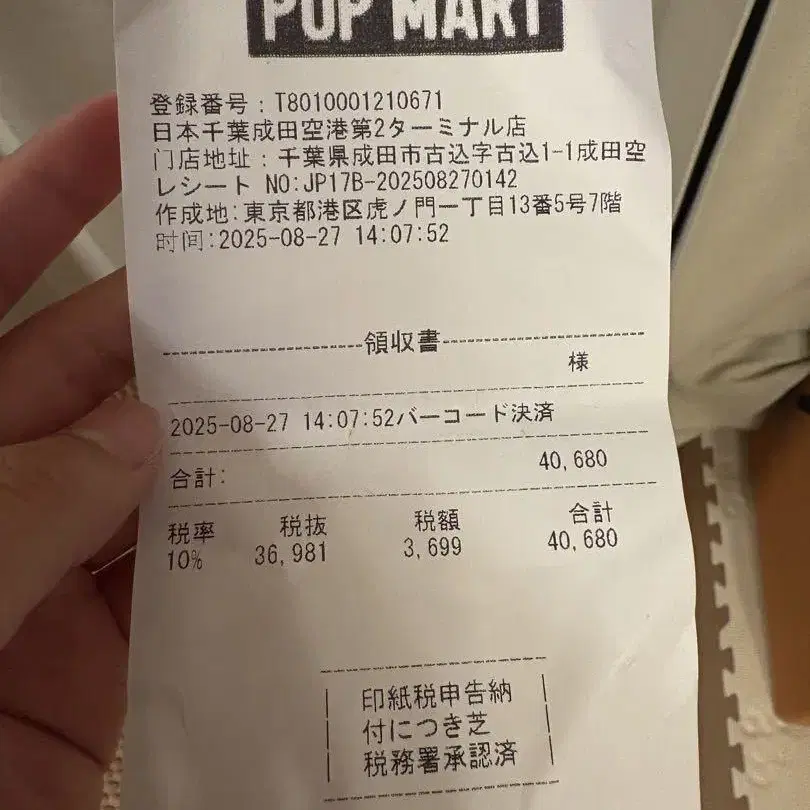 POP MART
登録番号：T8010001210671
日本千葉成田空港第2ターミナル店
门店地址：千葉県成田市古込字古込1-1成田空
レシート NO:JP17B-202508270142
作成地:東京都港区虎ノ門一丁目13番5号7階
时间:2025-08-27 14:07:52
領収書
様
2025-08-27 14:07:52バーコード決済
合計: 40,680
税率 税抜 税額 合計
10% 36,981 3,699 40,680
印紙税申告納
付につき芝
税務署承認済